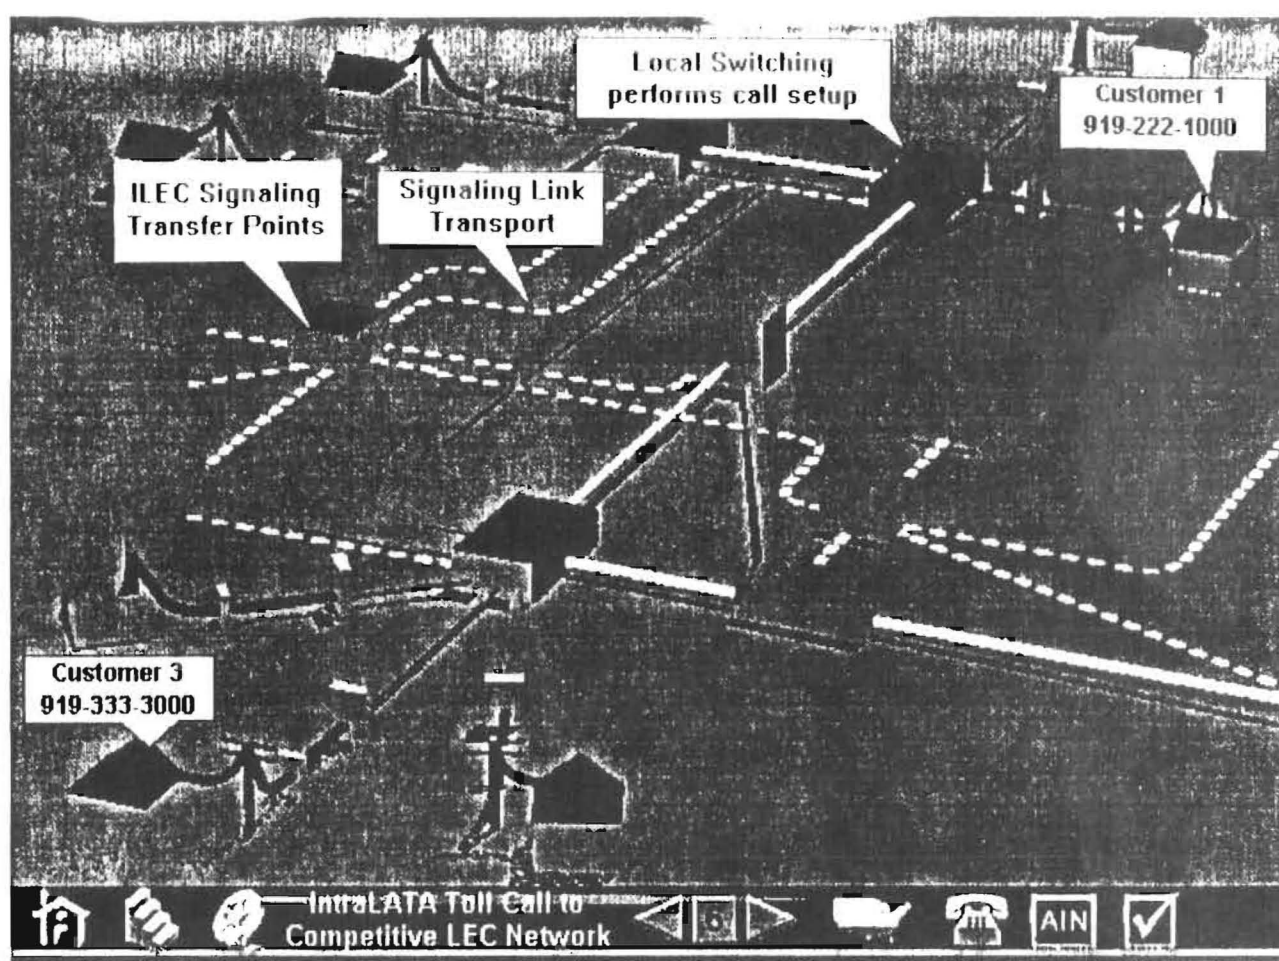 Local Switching
performs call setup
Customer 1
919-222-1000
ILEC Signaling
Transfer Points
Signaling Link
Transport
Customer 3
919-333-3000
IntraLATA Toll Call to
Competitive LEC Network
AIN